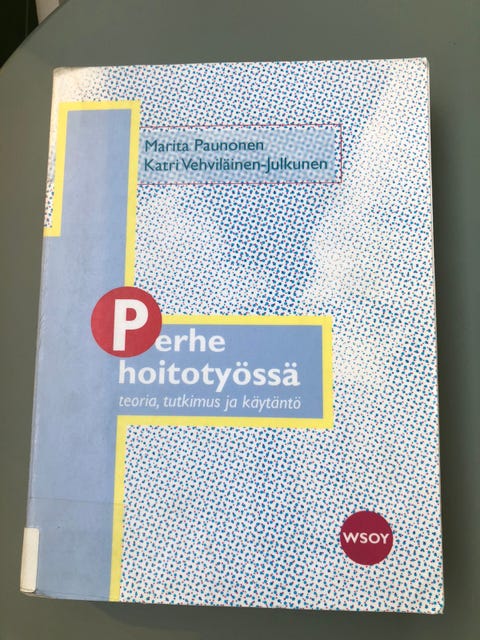 Marita Paunonen
Katri Vehviläinen-Julkunen
Perhe
hoitotyössä
teoria, tutkimus ja käytäntö
WSOY